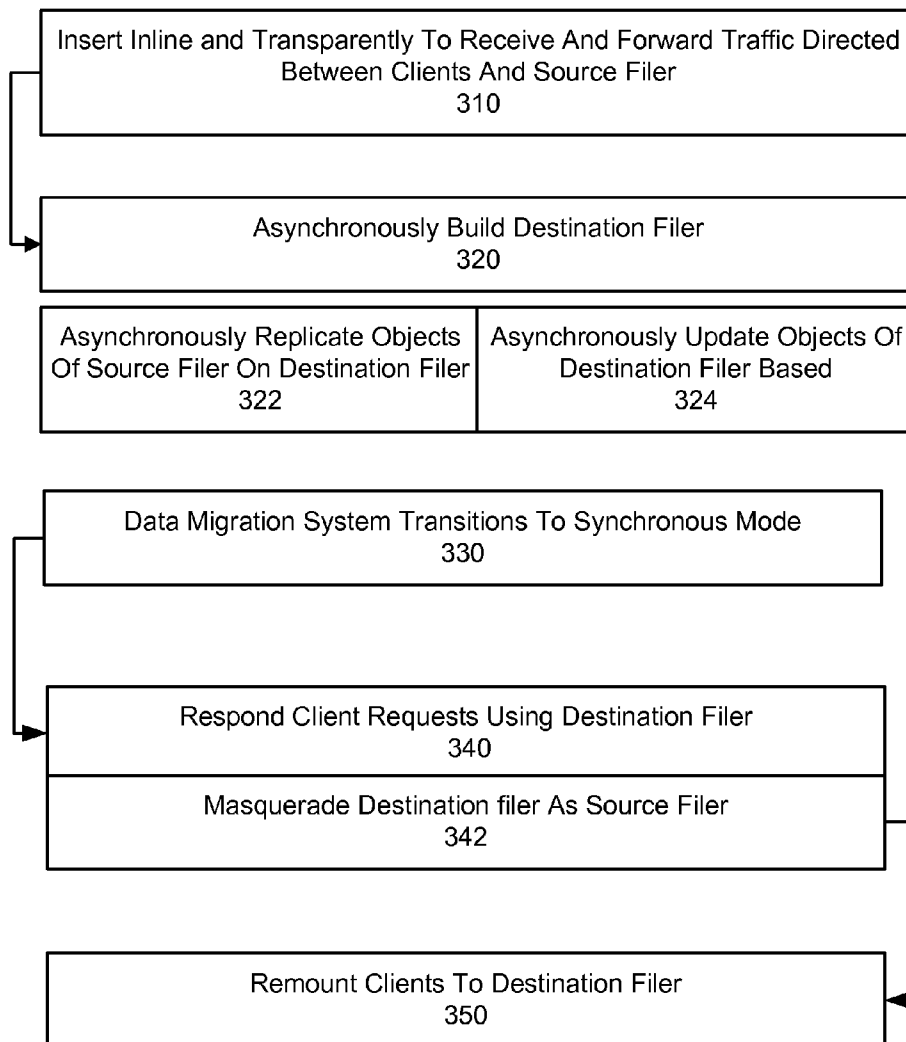 Insert Inline and Transparently To Receive And Forward Traffic Directed
Between Clients And Source Filer
310
Asynchronously Build Destination Filer
320
Asynchronously Replicate Objects
Of Source Filer On Destination Filer
322
Asynchronously Update Objects Of
Destination Filer Based
324
Data Migration System Transitions To Synchronous Mode
330
Respond Client Requests Using Destination Filer
340
Masquerade Destination filer As Source Filer
342
Remount Clients To Destination Filer
350